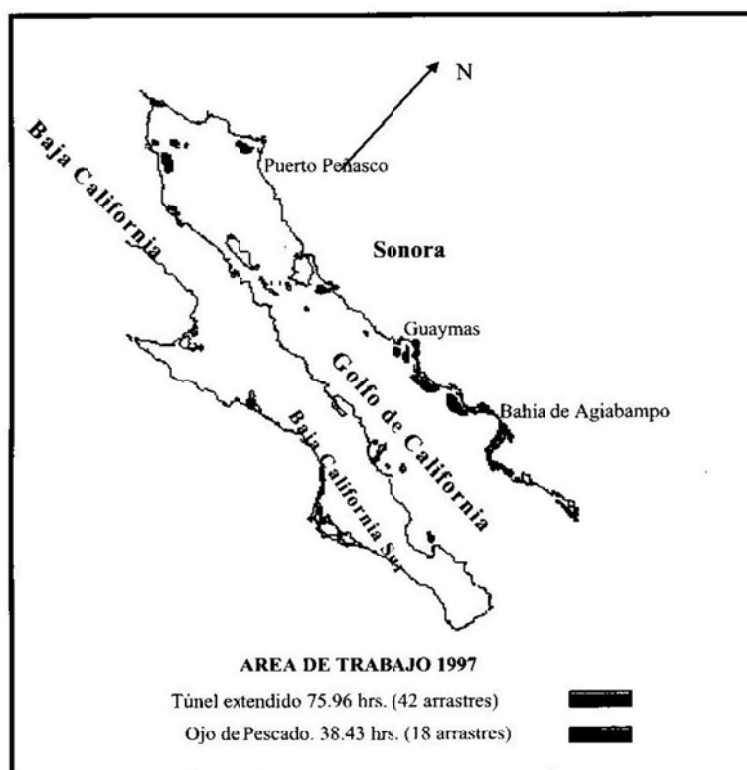 N
Baja California
Puerto Peñasco
Sonora
Guaymas
Golfo de California
Bahia de Agiabampo
Baja California Sur
AREA DE TRABAJO 1997
Túnel extendido 75.96 hrs. (42 arrastres)
Ojo de Pescado. 38.43 hrs. (18 arrastres)